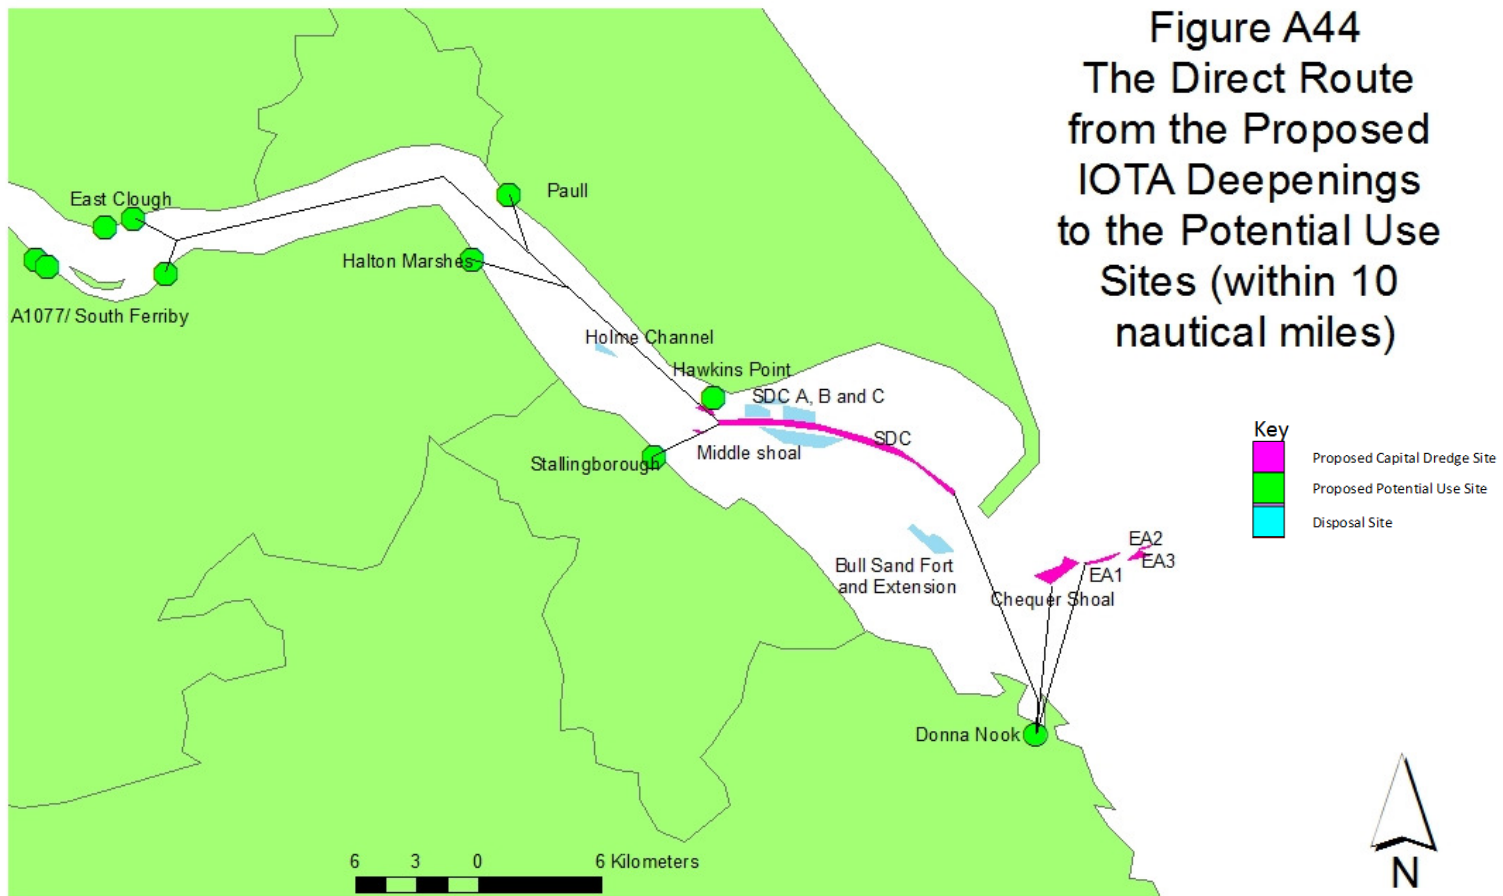 Figure A44
The Direct Route
from the Proposed
IOTA Deepenings
to the Potential Use
Sites (within 10
nautical miles)
East Clough
Paull
Halton Marshes
A1077/ South Ferriby
Holme Channel
Hawkins Point
SDC A, B and C
SDC
Middle shoal
Stallingborough
Key
Proposed Capital Dredge Site
Proposed Potential Use Site
Disposal Site
EA2
EA3
EA1
Bull Sand Fort
and Extension
Chequer Shoal
Donna Nook
6 3 0 6 Kilometers
N